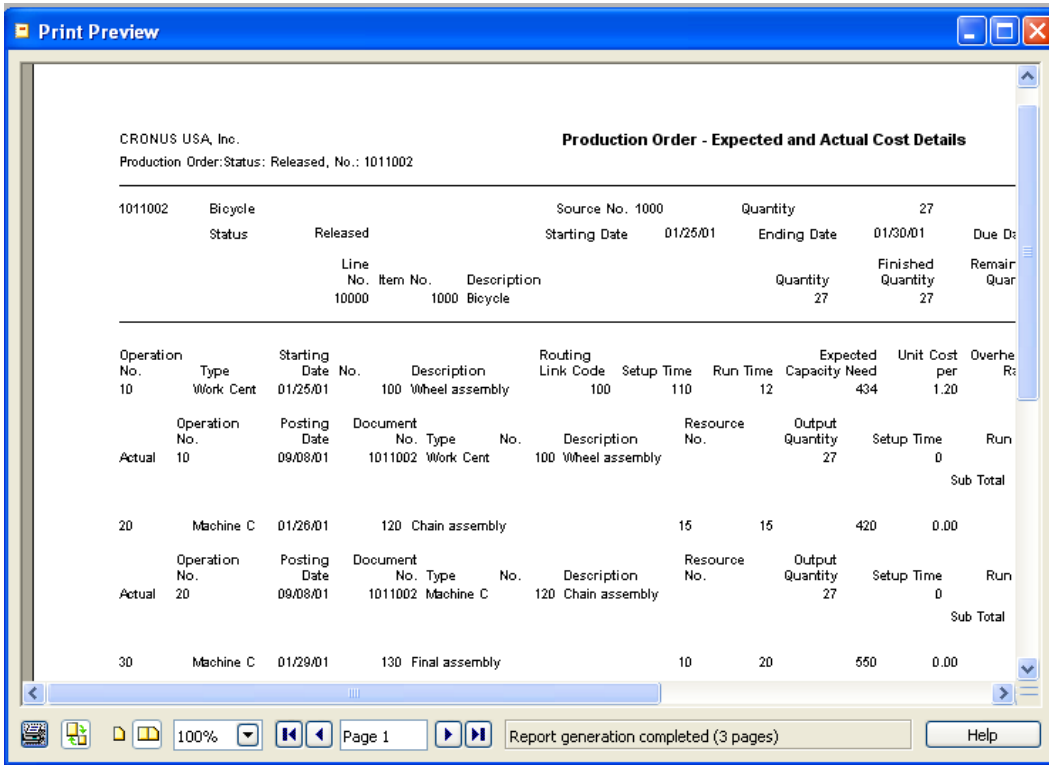 Print Preview
CRONUS USA, Inc. Production Order - Expected and Actual Cost Details
Production Order:Status: Released, No.: 1011002
1011002 Bicycle Source No. 1000 Quantity 27
Status Released Starting Date 01/25/01 Ending Date 01/30/01 Due Da
Line Finished Remain
No. Item No. Description Quantity Quantity Quan
10000 1000 Bicycle 27 27
Operation Starting Routing Expected Unit Cost Overhe
No. Type Date No. Description Link Code Setup Time Run Time Capacity Need per Ra
10 Work Cent 01/25/01 100 Wheel assembly 100 110 12 434 1.20
Operation Posting Document Resource Output
No. Date No. Type No. Description No. Quantity Setup Time Run
Actual 10 09/08/01 1011002 Work Cent 100 Wheel assembly 27 0
Sub Total
20 Machine C 01/26/01 120 Chain assembly 15 15 420 0.00
Operation Posting Document Resource Output
No. Date No. Type No. Description No. Quantity Setup Time Run
Actual 20 09/08/01 1011002 Machine C 120 Chain assembly 27 0
Sub Total
30 Machine C 01/29/01 130 Final assembly 10 20 550 0.00
100% Page 1 Report generation completed (3 pages) Help